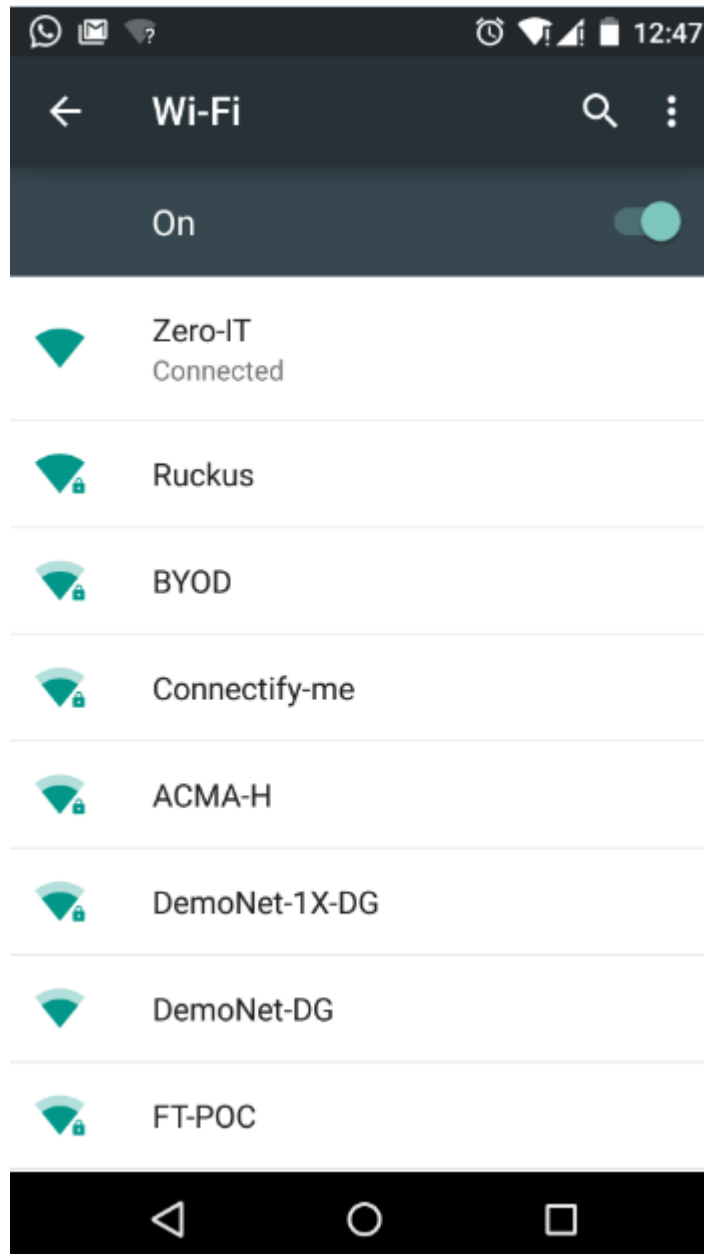 12:47
Wi-Fi
On
Zero-IT
Connected
Ruckus
BYOD
Connectify-me
ACMA-H
DemoNet-1X-DG
DemoNet-DG
FT-POC